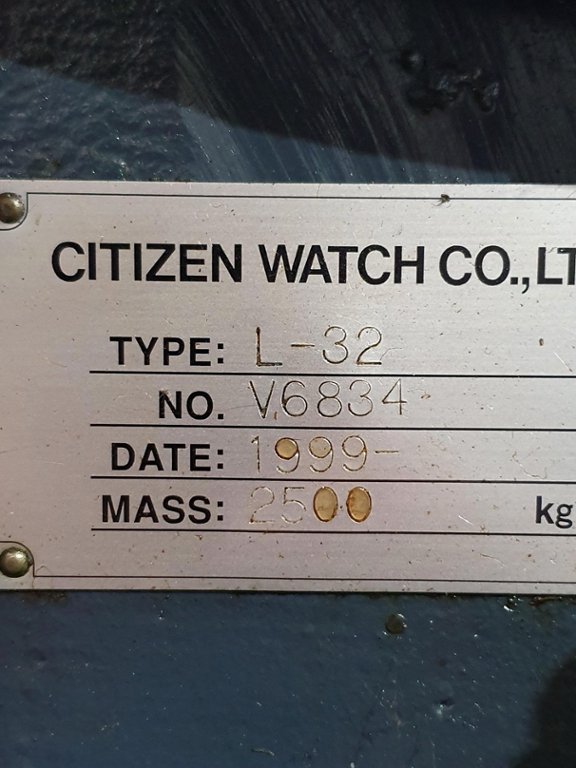 CITIZEN WATCH CO., LT
TYPE: L-32
NO. V6834
DATE: 1999-
MASS: 2500 kg